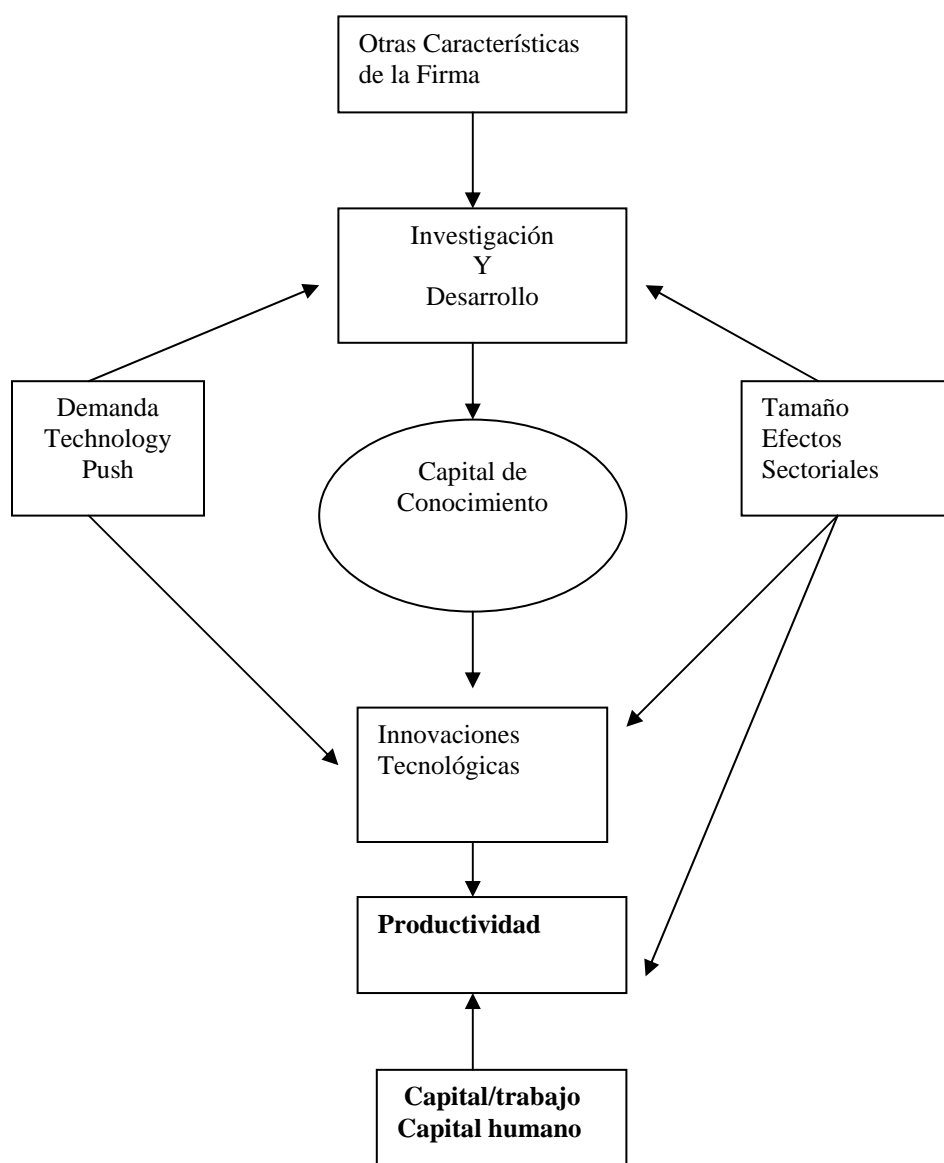 Otras Características
de la Firma
Investigación
Y
Desarrollo
Demanda
Technology
Push
Capital de
Conocimiento
Tamaño
Efectos
Sectoriales
Innovaciones
Tecnológicas
Productividad
Capital/trabajo
Capital humano